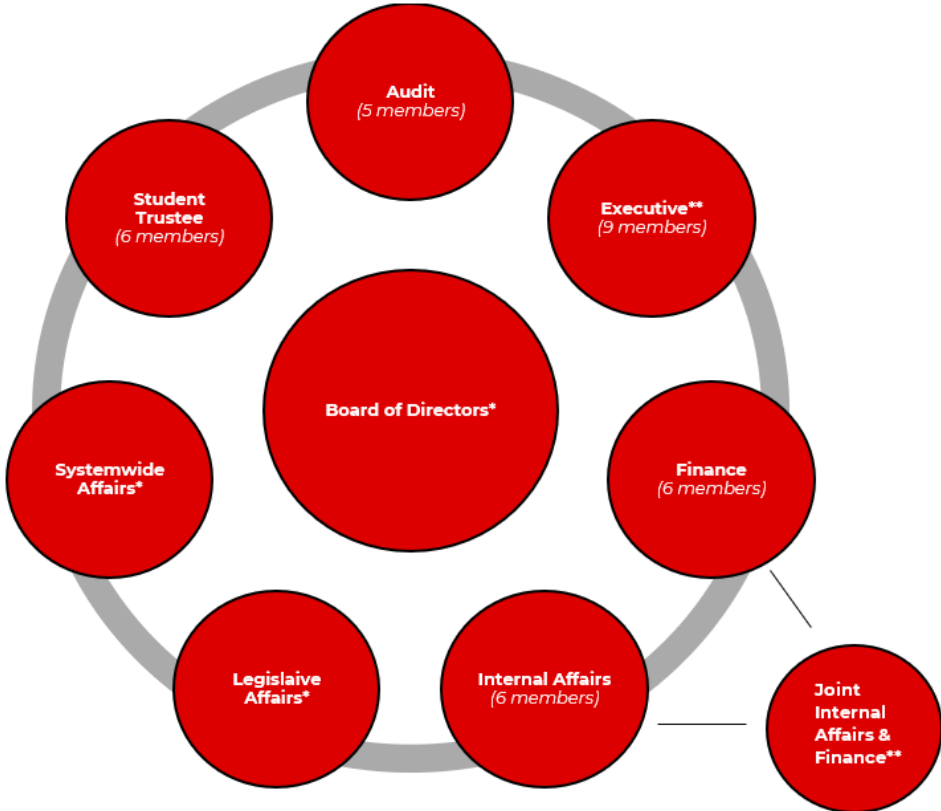 Audit
(5 members)
Student
Trustee
(6 members)
Executive**
(9 members)
Board of Directors*
Systemwide
Affairs*
Finance
(6 members)
Legislaive
Affairs*
Internal Affairs
(6 members)
Joint
Internal
Affairs &
Finance**